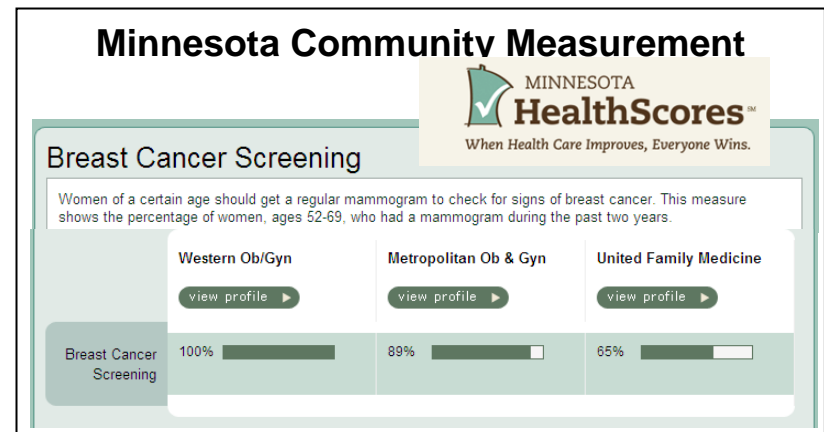 Minnesota Community Measurement
MINNESOTA
HealthScores SM
When Health Care Improves, Everyone Wins.
Breast Cancer Screening
Women of a certain age should get a regular mammogram to check for signs of breast cancer. This measure
shows the percentage of women, ages 52-69, who had a mammogram during the past two years.
Western Ob/Gyn Metropolitan Ob & Gyn United Family Medicine
view profile view profile view profile
Breast Cancer 100% 89% 65%
Screening